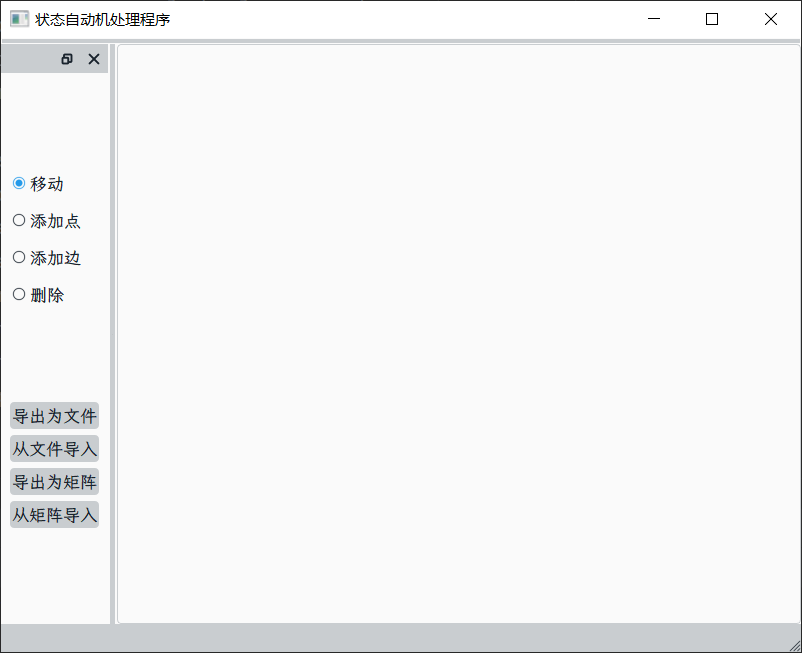 状态自动机处理程序
移动
添加点
添加边
删除
导出为文件
从文件导入
导出为矩阵
从矩阵导入